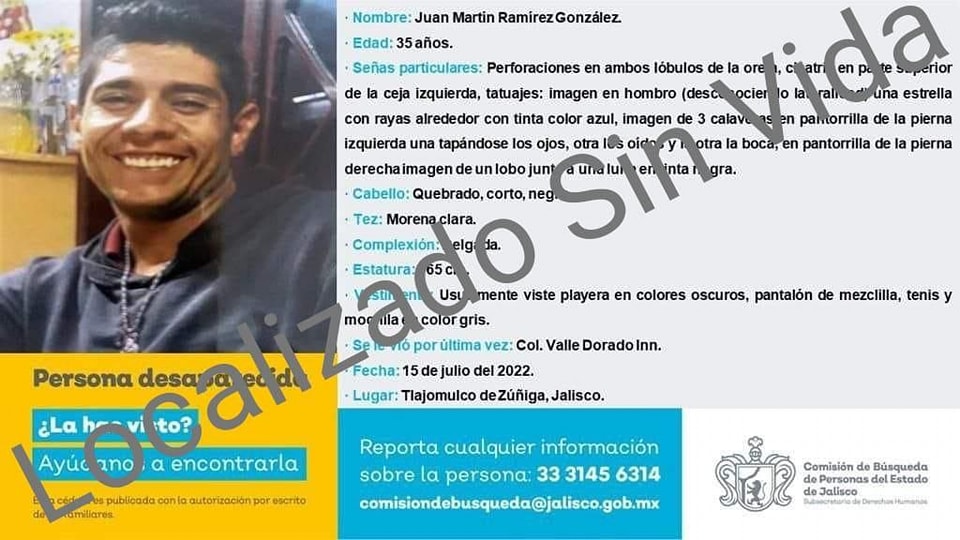 · Nombre: Juan Martin Ramírez González.
· Edad: 35 años.
· Señas particulares: Perforaciones en ambos lóbulos de la oreja, cicatriz en parte superior
de la ceja izquierda, tatuajes: imagen en hombro (desconociendo la ralidad) una estrella
con rayas alrededor con tinta color azul, imagen de 3 calaveras en pantorrilla de la pierna
izquierda una tapándose los ojos, otra los oídos y la otra la boca, en pantorrilla de la pierna
derecha imagen de un lobo junto a una luna en tinta negra.
· Cabello: Quebrado, corto, negro.
· Tez: Morena clara.
· Complexión: Delgada.
· Estatura: 165 cm.
· Vestimenta: Usualmente viste playera en colores oscuros, pantalón de mezclilla, tenis y
mochila en color gris.
· Se le vió por última vez: Col. Valle Dorado Inn.
· Fecha: 15 de julio del 2022.
· Lugar: Tlajomulco de Zúñiga, Jalisco.
Persona desaparecida
¿La has visto?
Ayúdanos a encontrarla
Esta cédula es publicada con la autorización por escrito
de los familiares.
Reporta cualquier información
sobre la persona: 33 3145 6314
comisiondebusqueda@jalisco.gob.mx
Comisión de Búsqueda
de Personas del Estado
de Jalisco
Subsecretaría de Derechos Humanos
Localizado Sin Vida